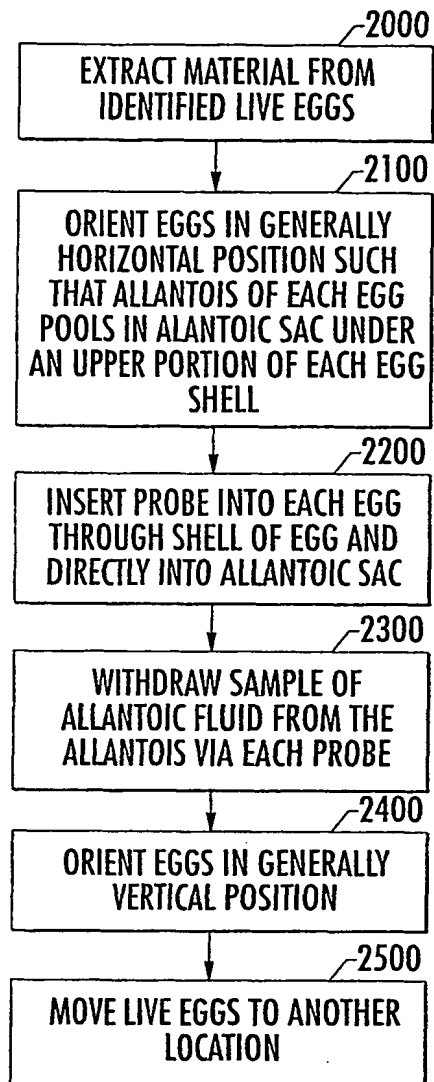 2000
EXTRACT MATERIAL FROM
IDENTIFIED LIVE EGGS
2100
ORIENT EGGS IN GENERALLY
HORIZONTAL POSITION SUCH
THAT ALLANTOIS OF EACH EGG
POOLS IN ALANTOIC SAC UNDER
AN UPPER PORTION OF EACH EGG
SHELL
2200
INSERT PROBE INTO EACH EGG
THROUGH SHELL OF EGG AND
DIRECTLY INTO ALLANTOIC SAC
2300
WITHDRAW SAMPLE OF
ALLANTOIC FLUID FROM THE
ALLANTOIS VIA EACH PROBE
2400
ORIENT EGGS IN GENERALLY
VERTICAL POSITION
2500
MOVE LIVE EGGS TO ANOTHER
LOCATION